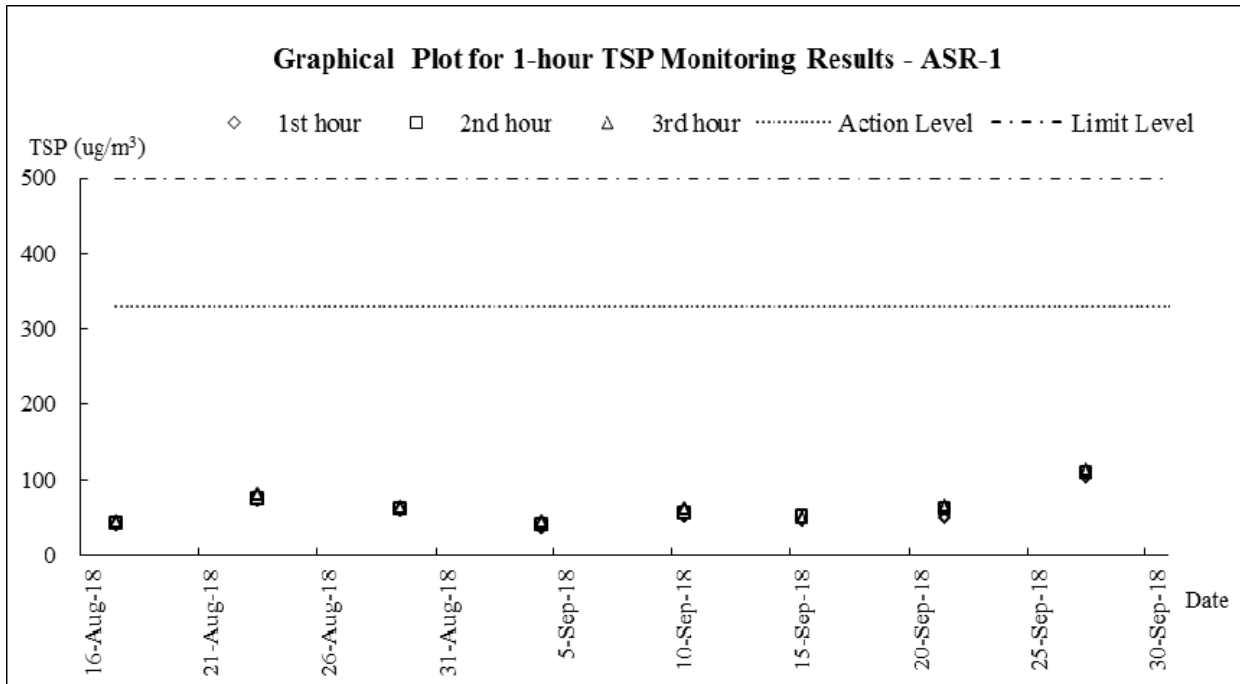 Graphical Plot for 1-hour TSP Monitoring Results - ASR-1
1st hour 2nd hour 3rd hour Action Level Limit Level
TSP (ug/m³)
500
400
300
200
100
0
16-Aug-18
21-Aug-18
26-Aug-18
31-Aug-18
5-Sep-18
10-Sep-18
15-Sep-18
20-Sep-18
25-Sep-18
30-Sep-18
Date